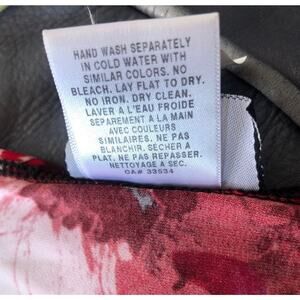 HAND WASH SEPARATELY
IN COLD WATER WITH
SIMILAR COLORS. NO
BLEACH. LAY FLAT TO DRY.
NO IRON. DRY CLEAN.
LAVER A L'EAU FROIDE
SEPAREMENT A LA MAIN
AVEC COULEURS
SIMILAIRES. NE PAS
BLANCHIR. SÉCHER A
PLAT. NE PAS REPASSER.
NETTOYAGE A SEC.
CA# 33534